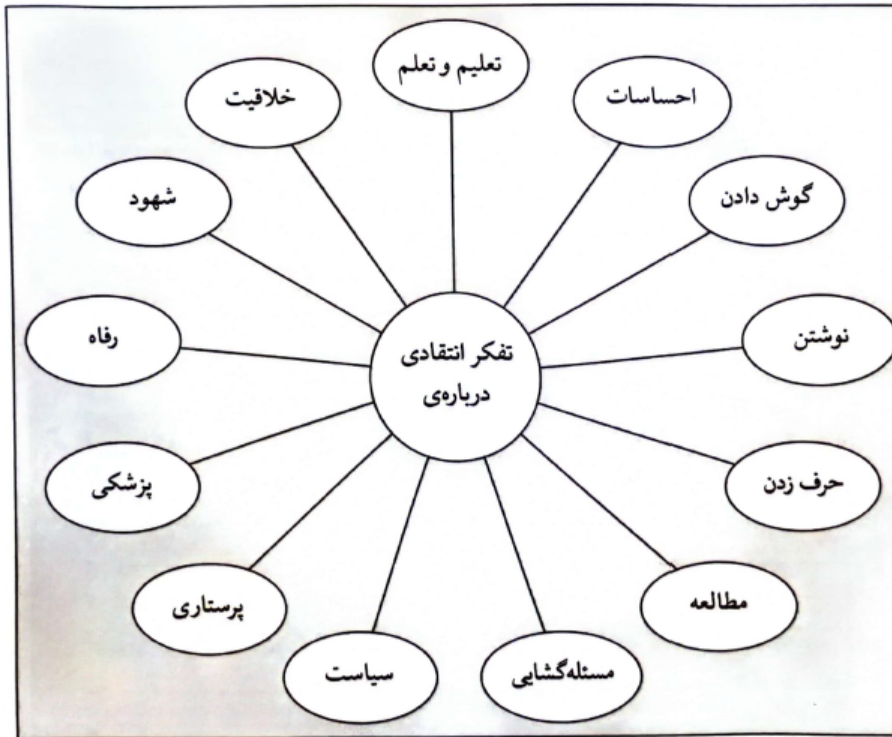 تعلیم و تعلم
احساسات
خلاقیت
گوش دادن
شهود
نوشتن
رفاه
تفکر انتقادی
درباره‌ی
حرف زدن
پزشکی
مطالعه
پرستاری
مسئله‌گشایی
سیاست